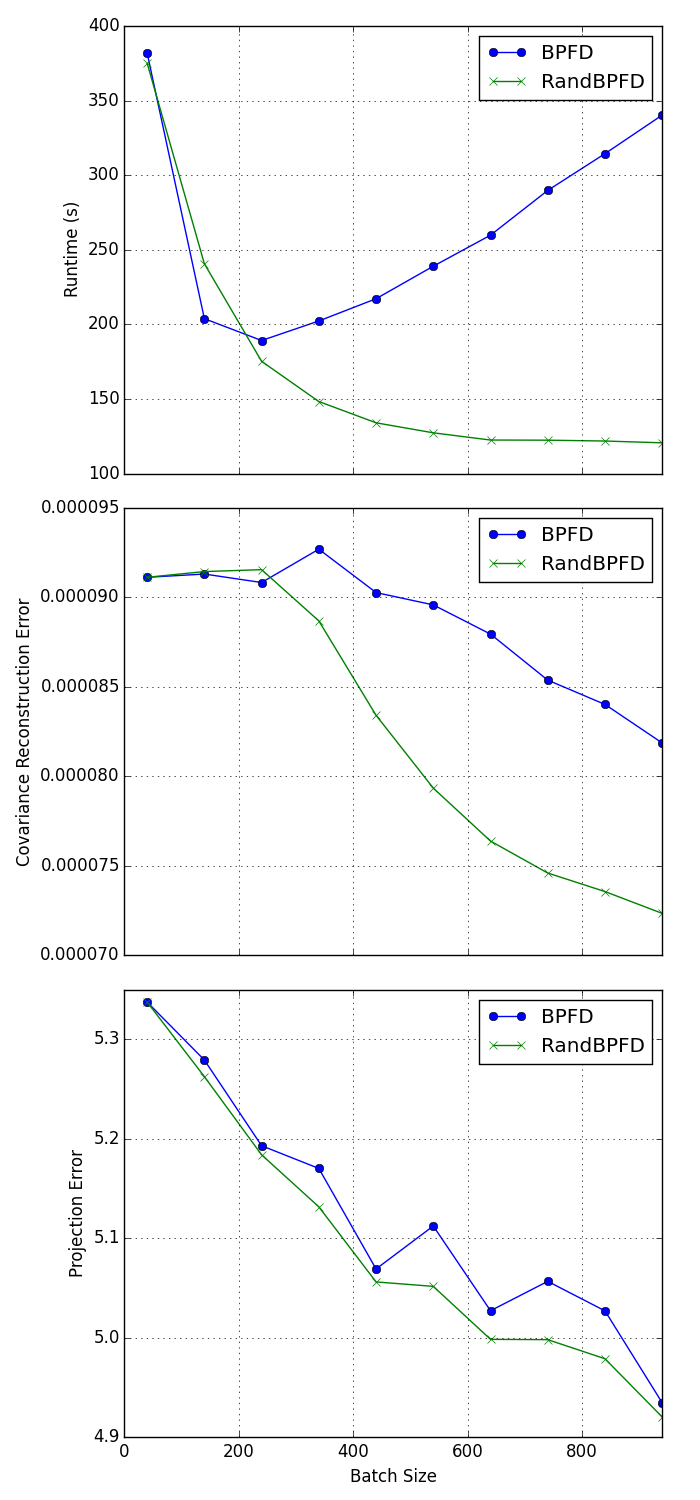 400
350
300
250
200
150
100
Runtime (s)
BPFD
RandBPFD
0.000095
0.000090
0.000085
0.000080
0.000075
0.000070
Covariance Reconstruction Error
BPFD
RandBPFD
5.3
5.2
5.1
5.0
4.9
Projection Error
BPFD
RandBPFD
0 200 400 600 800
Batch Size